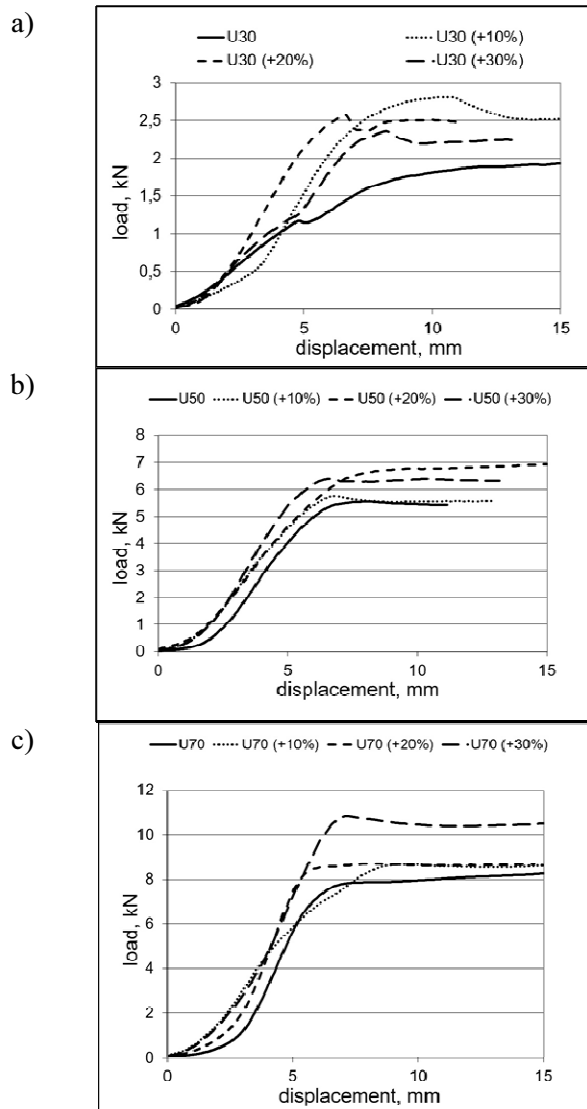 a)
U30 U30 (+10%)
U30 (+20%) U30 (+30%)
3
2,5
2
1,5
1
0,5
0
load, kN
0 5 10 15
displacement, mm
b)
U50 U50 (+10%) U50 (+20%) U50 (+30%)
8
7
6
5
4
3
2
1
0
load, kN
0 5 10 15
displacement, mm
c)
U70 U70 (+10%) U70 (+20%) U70 (+30%)
12
10
8
6
4
2
0
load, kN
0 5 10 15
displacement, mm